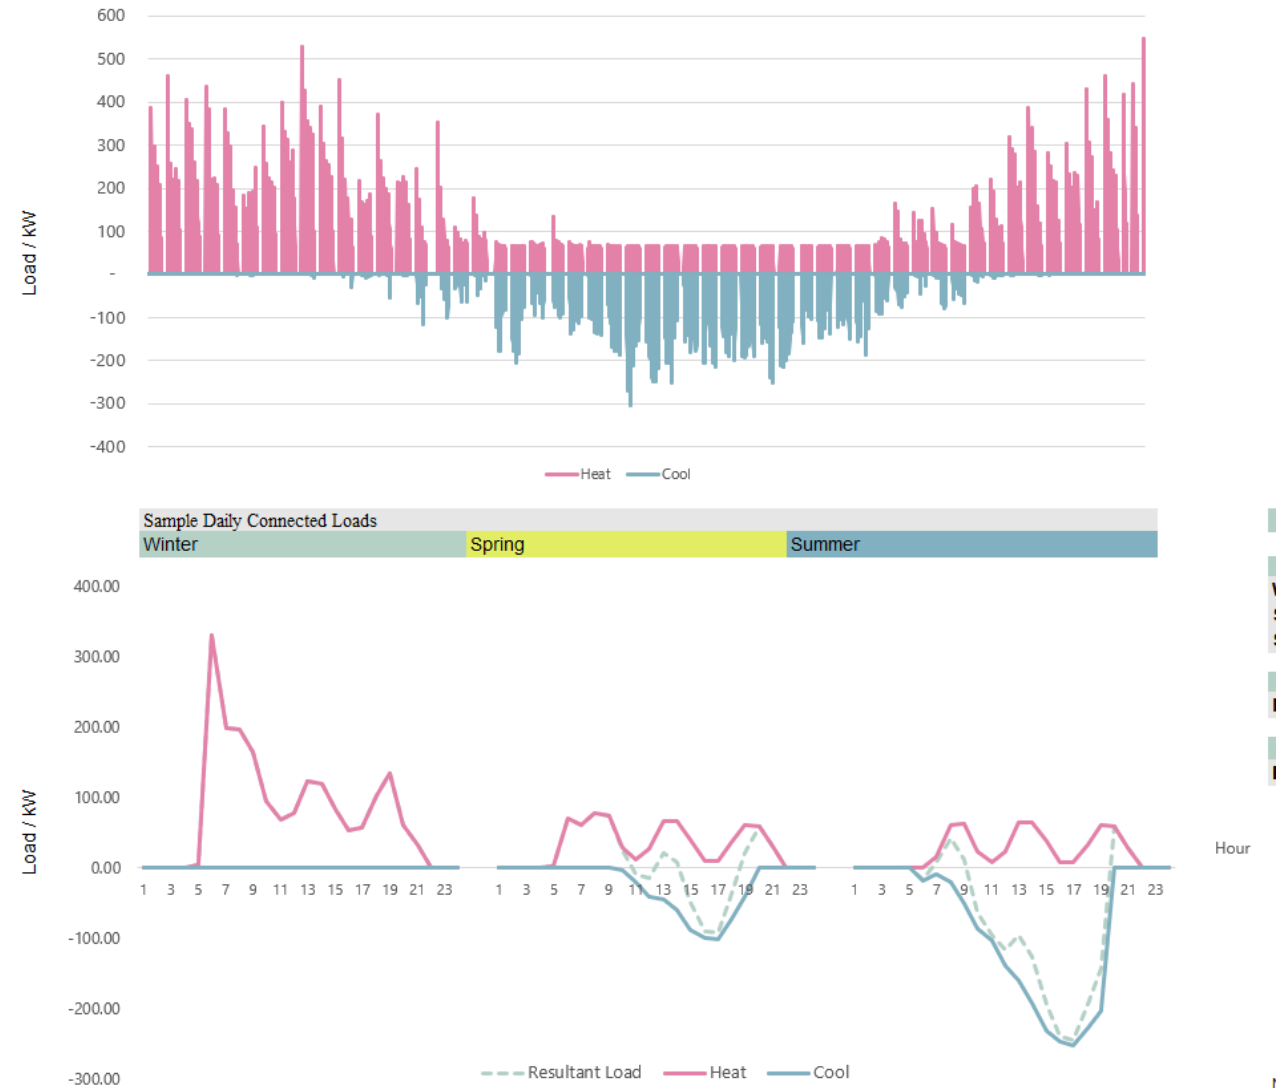 600
500
400
300
200
100
-
-100
-200
-300
-400
Load / kW
Heat Cool
Sample Daily Connected Loads
Winter Spring Summer
400.00
300.00
200.00
100.00
0.00
-100.00
-200.00
-300.00
Load / kW
1 3 5 7 9 11 13 15 17 19 21 23 1 3 5 7 9 11 13 15 17 19 21 23 1 3 5 7 9 11 13 15 17 19 21 23
Hour
Resultant Load Heat Cool